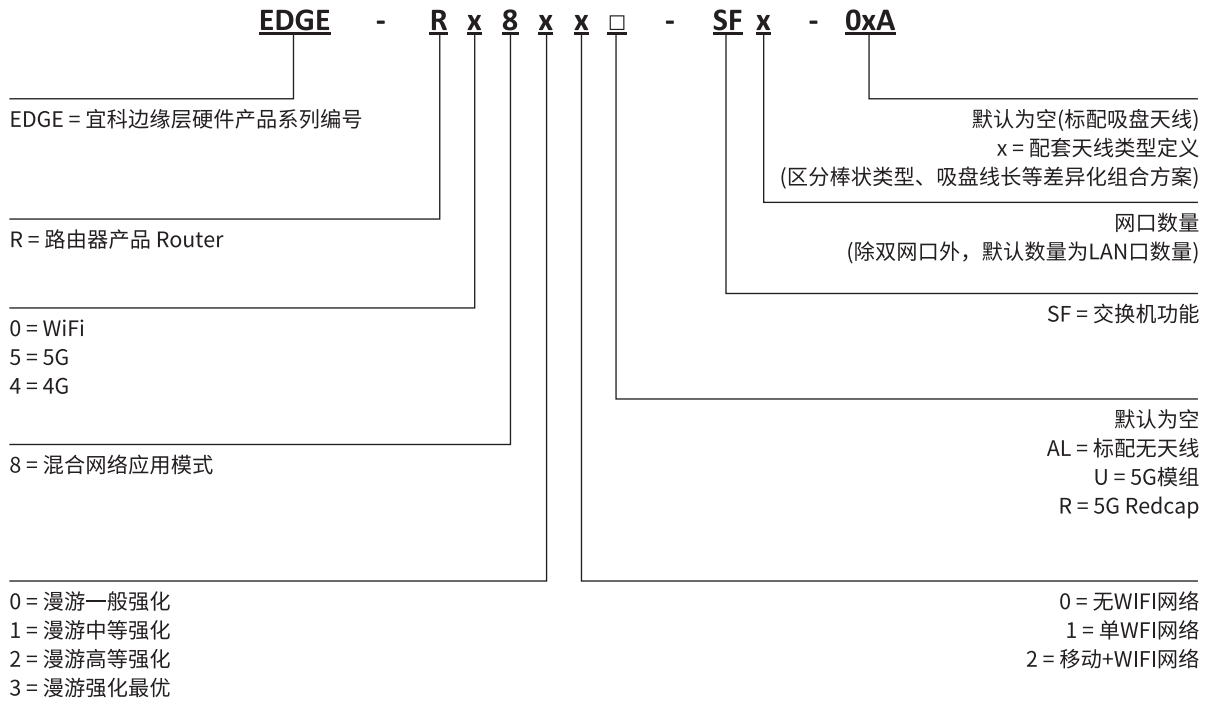 EDGE - R x 8 x x □ - SF x - 0xA
EDGE = 宜科边缘层硬件产品系列编号
R = 路由器产品 Router
0 = WiFi
5 = 5G
4 = 4G
8 = 混合网络应用模式
0 = 漫游一般强化
1 = 漫游中等强化
2 = 漫游高等强化
3 = 漫游强化最优
默认为空(标配吸盘天线)
x = 配套天线类型定义
(区分棒状类型、吸盘线长等差异化组合方案)
网口数量
(除双网口外，默认数量为LAN口数量)
SF = 交换机功能
默认为空
AL = 标配无天线
U = 5G模组
R = 5G Redcap
0 = 无WIFI网络
1 = 单WFI网络
2 = 移动+WIFI网络